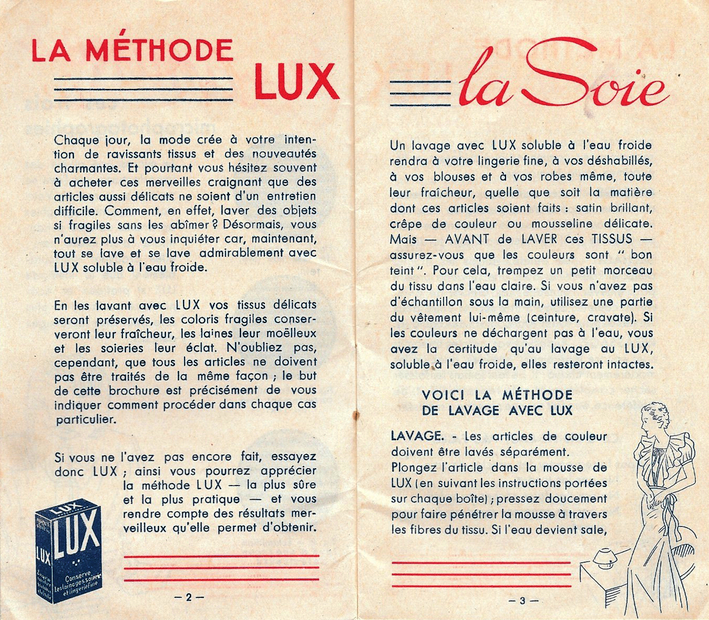 LA MÉTHODE
LUX
Chaque jour, la mode crée à votre inten-
tion de ravissants tissus et des nouveautés
charmantes. Et pourtant vous hésitez souvent
à acheter ces merveilles craignant que des
articles aussi délicats ne soient d'un entretien
difficile. Comment, en effet, laver des objets
si fragiles sans les abîmer ? Désormais, vous
n'aurez plus à vous inquiéter car, maintenant,
tout se lave et se lave admirablement avec
LUX soluble à l'eau froide.
En les lavant avec LUX vos tissus délicats
seront préservés, les coloris fragiles conser-
veront leur fraîcheur, les laines leur moëlleux
et les soieries leur éclat. N'oubliez pas,
cependant, que tous les articles ne doivent
pas être traités de la même façon ; le but
de cette brochure est précisément de vous
indiquer comment procéder dans chaque cas
particulier.
Si vous ne l'avez pas encore fait, essayez
donc LUX ; ainsi vous pourrez apprécier
la méthode LUX — la plus sûre
et la plus pratique — et vous
rendre compte des résultats mer-
veilleux qu'elle permet d'obtenir.
LUX
LUX
LUX
Conserve
les lainages soieries
et lingerie fine
— 2 —
la Soie
Un lavage avec LUX soluble à l'eau froide
rendra à votre lingerie fine, à vos déshabillés,
à vos blouses et à vos robes même, toute
leur fraîcheur, quelle que soit la matière
dont ces articles soient faits : satin brillant,
crêpe de couleur ou mousseline délicate.
Mais — AVANT de LAVER ces TISSUS —
assurez-vous que les couleurs sont " bon
teint ". Pour cela, trempez un petit morceau
du tissu dans l'eau claire. Si vous n'avez pas
d'échantillon sous la main, utilisez une partie
du vêtement lui-même (ceinture, cravate). Si
les couleurs ne déchargent pas à l'eau, vous
avez la certitude qu'au lavage au LUX,
soluble à l'eau froide, elles resteront intactes.
VOICI LA MÉTHODE
DE LAVAGE AVEC LUX
LAVAGE. - Les articles de couleur
doivent être lavés séparément.
Plongez l'article dans la mousse de
LUX (en suivant les instructions portées
sur chaque boîte) ; pressez doucement
pour faire pénétrer la mousse à travers
les fibres du tissu. Si l'eau devient sale,
— 3 —